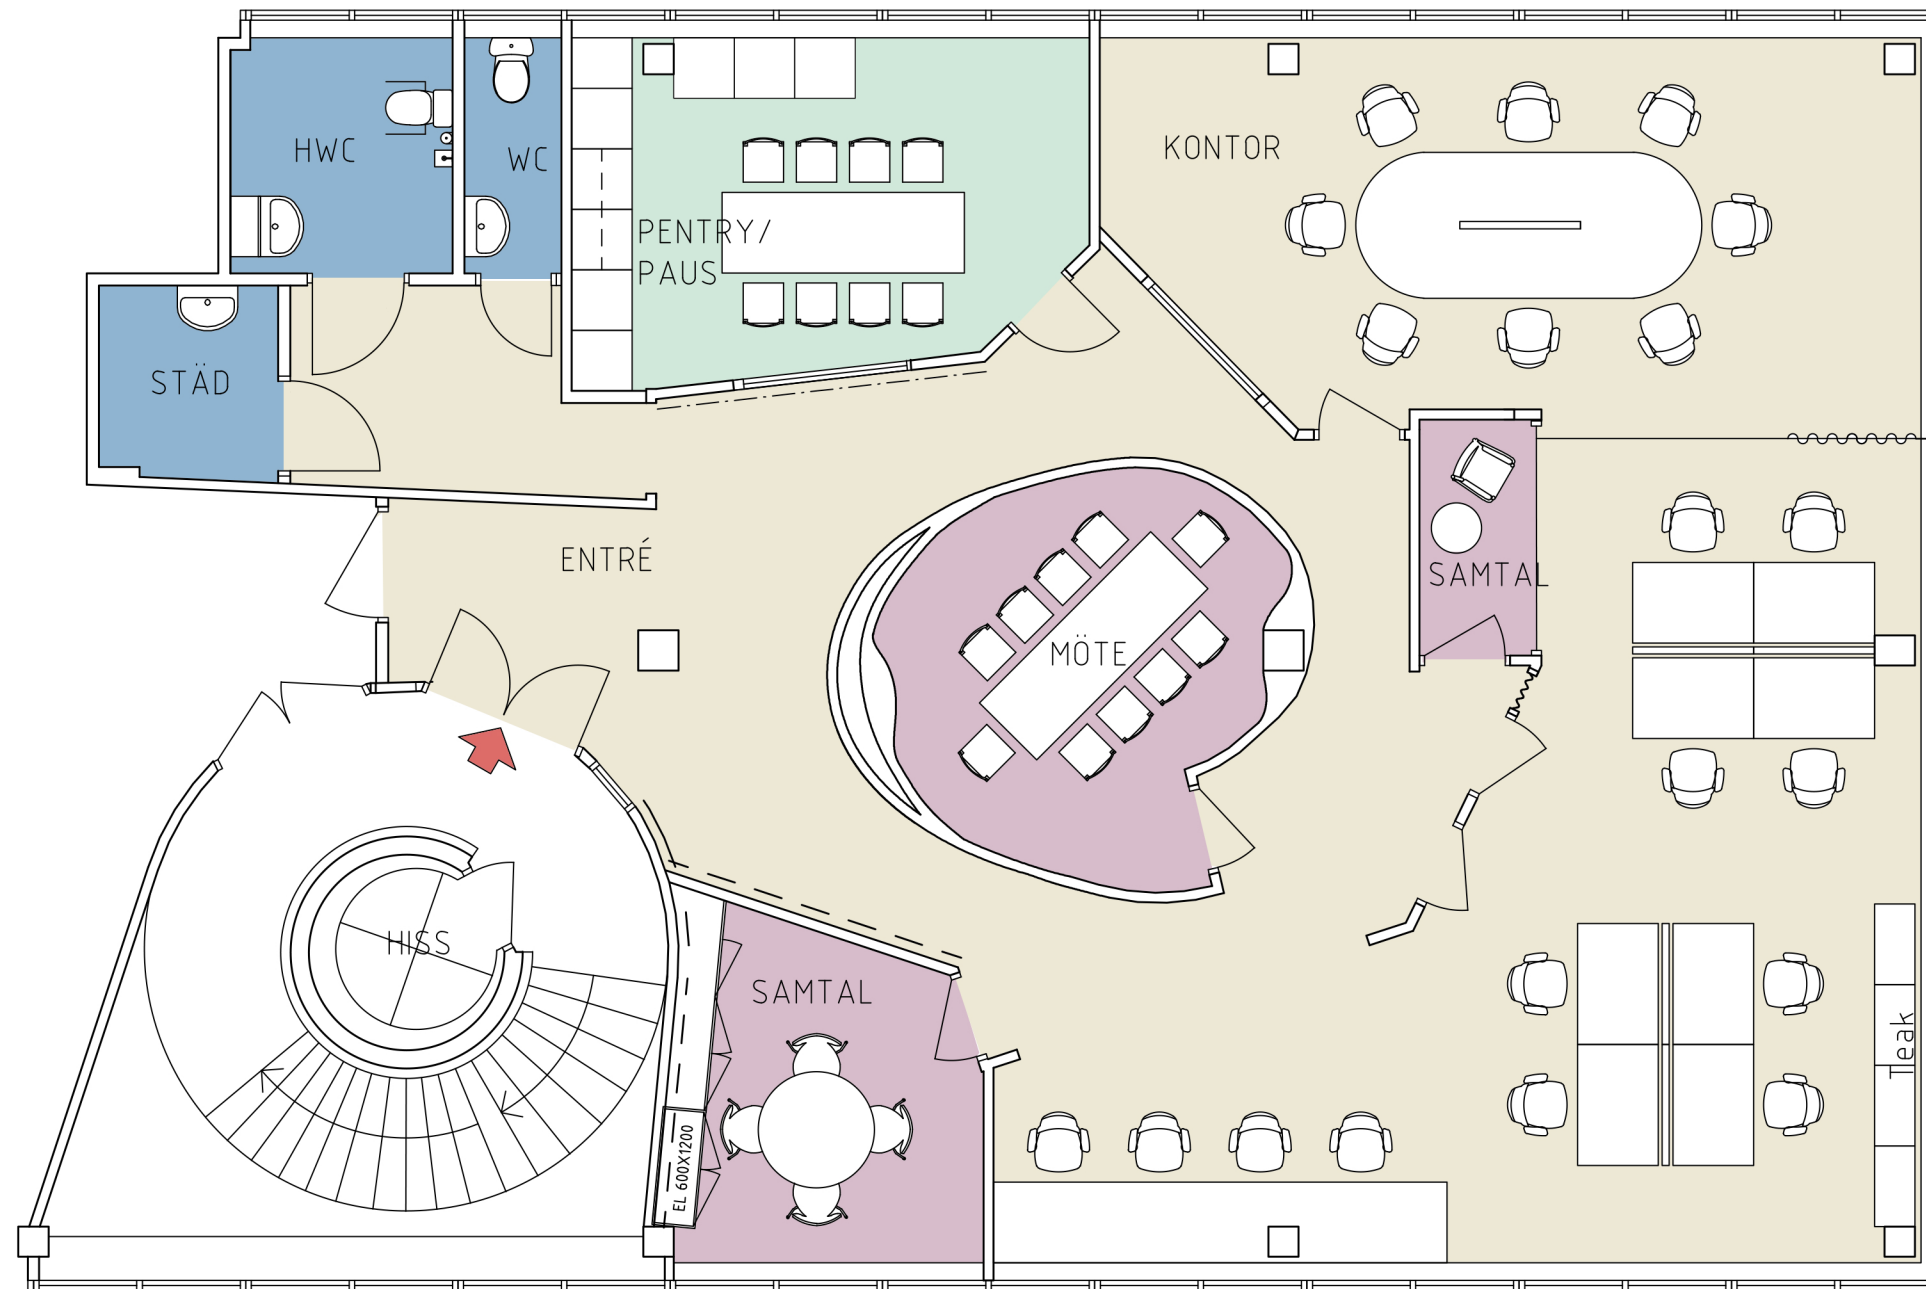 HWC
WC
KONTOR
PENTRY/
PAUS
STÄD
ENTRÉ
SAMTAL
MÖTE
HISS
SAMTAL
Teak
EL 600X1200